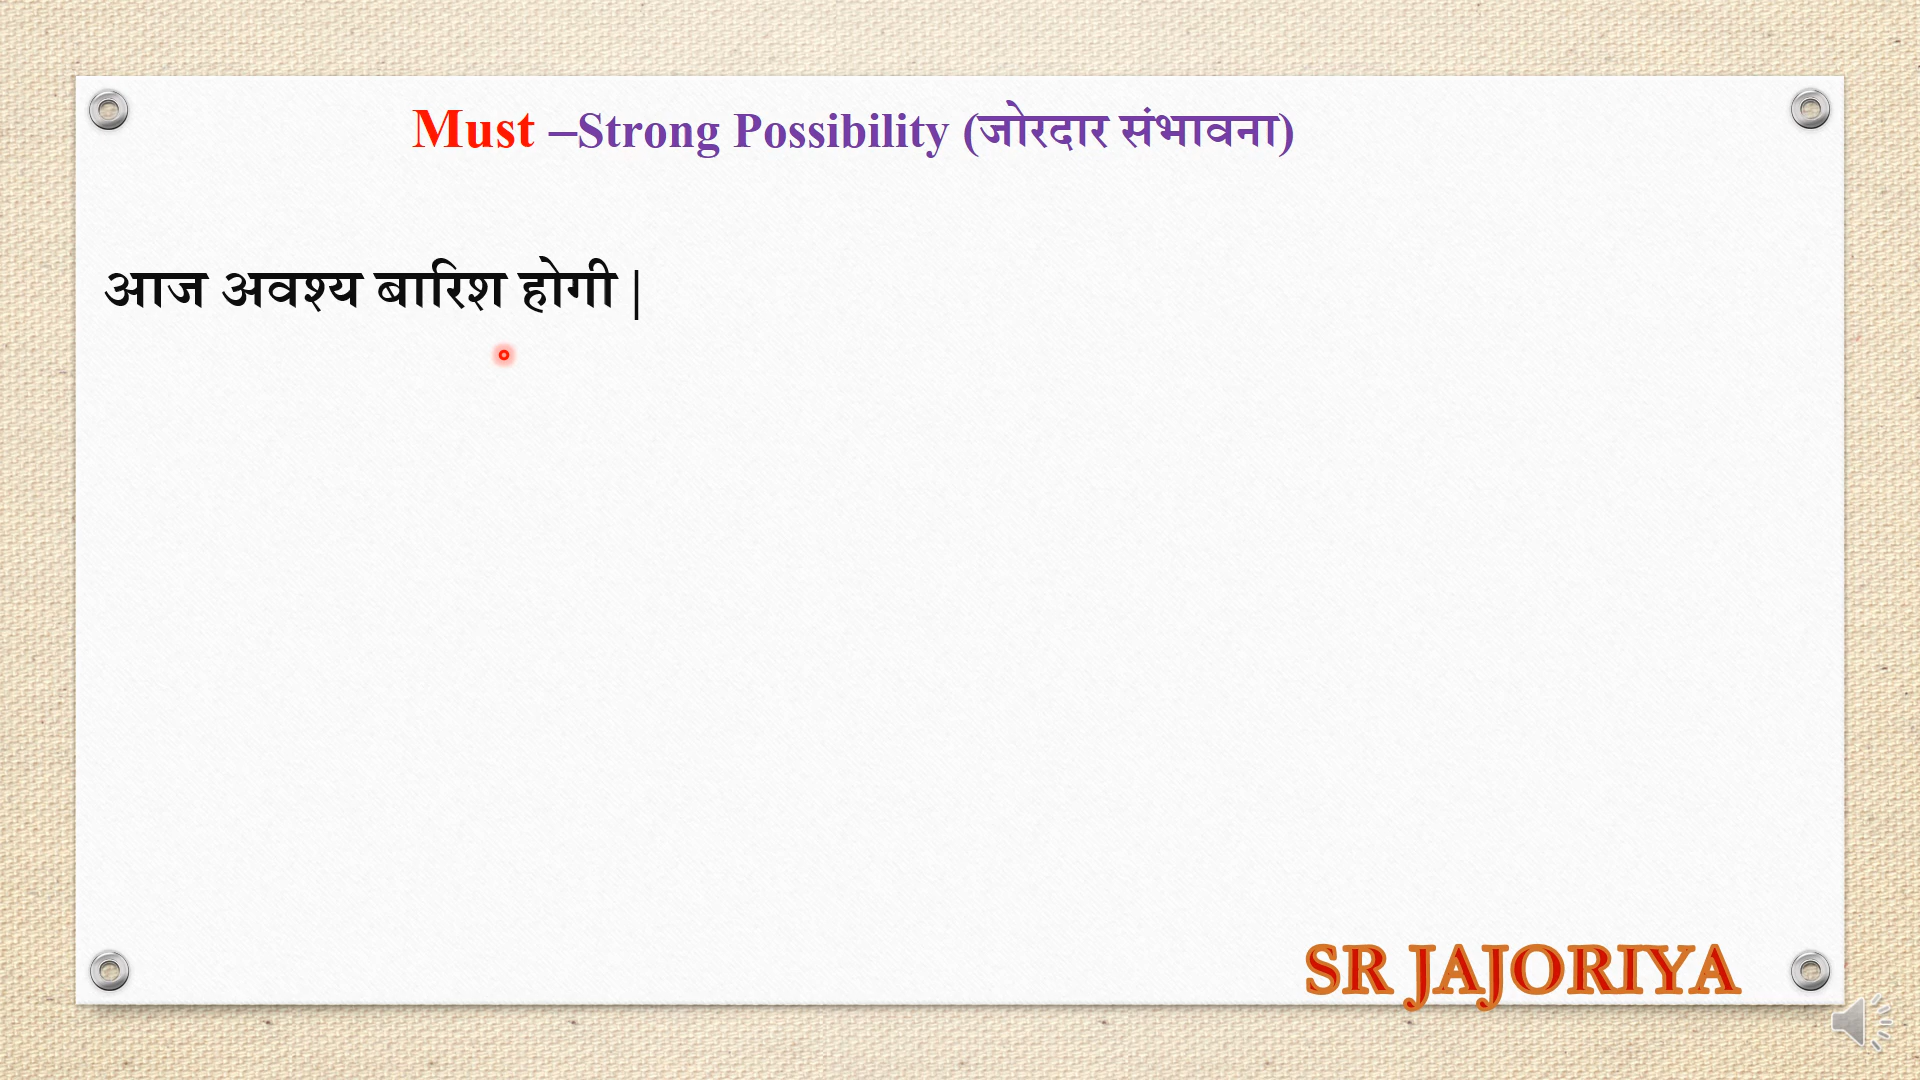 Must –Strong Possibility (जोरदार संभावना)
आज अवश्य बारिश होगी |
SR JAJORIYA